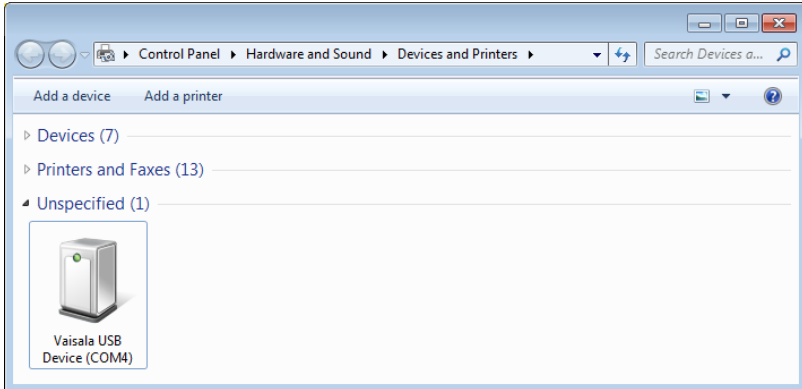 Control Panel Hardware and Sound Devices and Printers
Search Devices a...
Add a device Add a printer
Devices (7)
Printers and Faxes (13)
Unspecified (1)
Vaisala USB
Device (COM4)